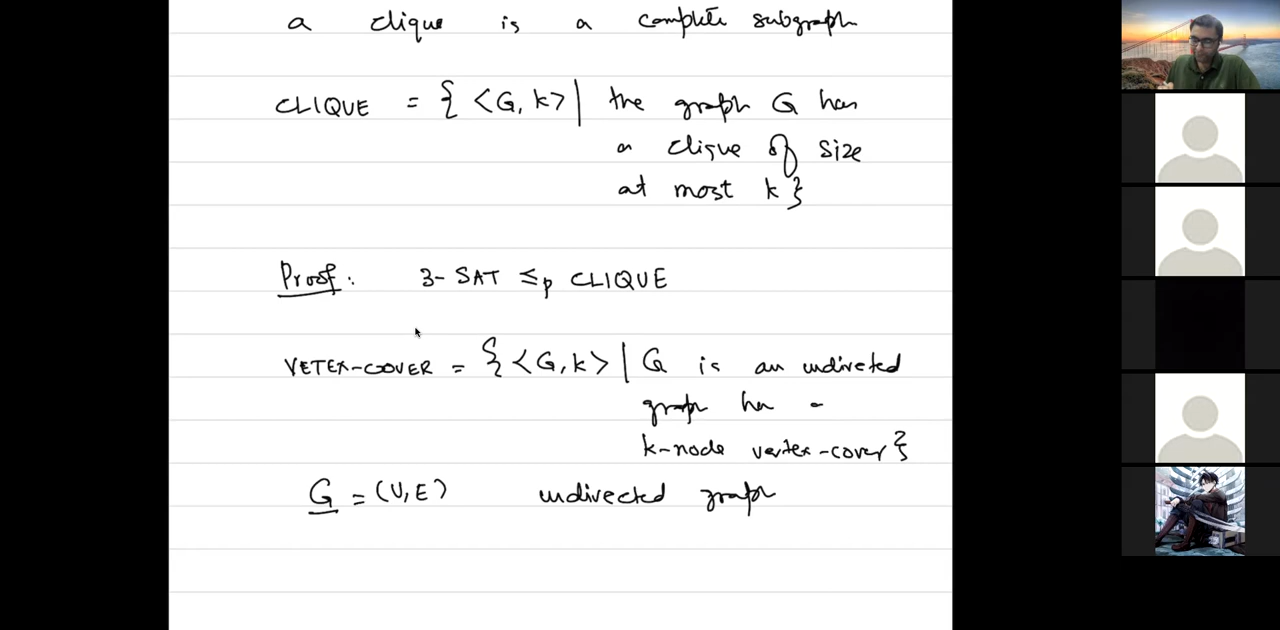 a clique is a complete subgraph
CLIQUE = { <G, k> | the graph G has
a clique of size
at most k }
Proof: 3-SAT ≤p CLIQUE
VETEX-COVER = { <G, k> | G is an undirected
graph has a
k-node vertex-cover }
G = (V, E) undirected graph